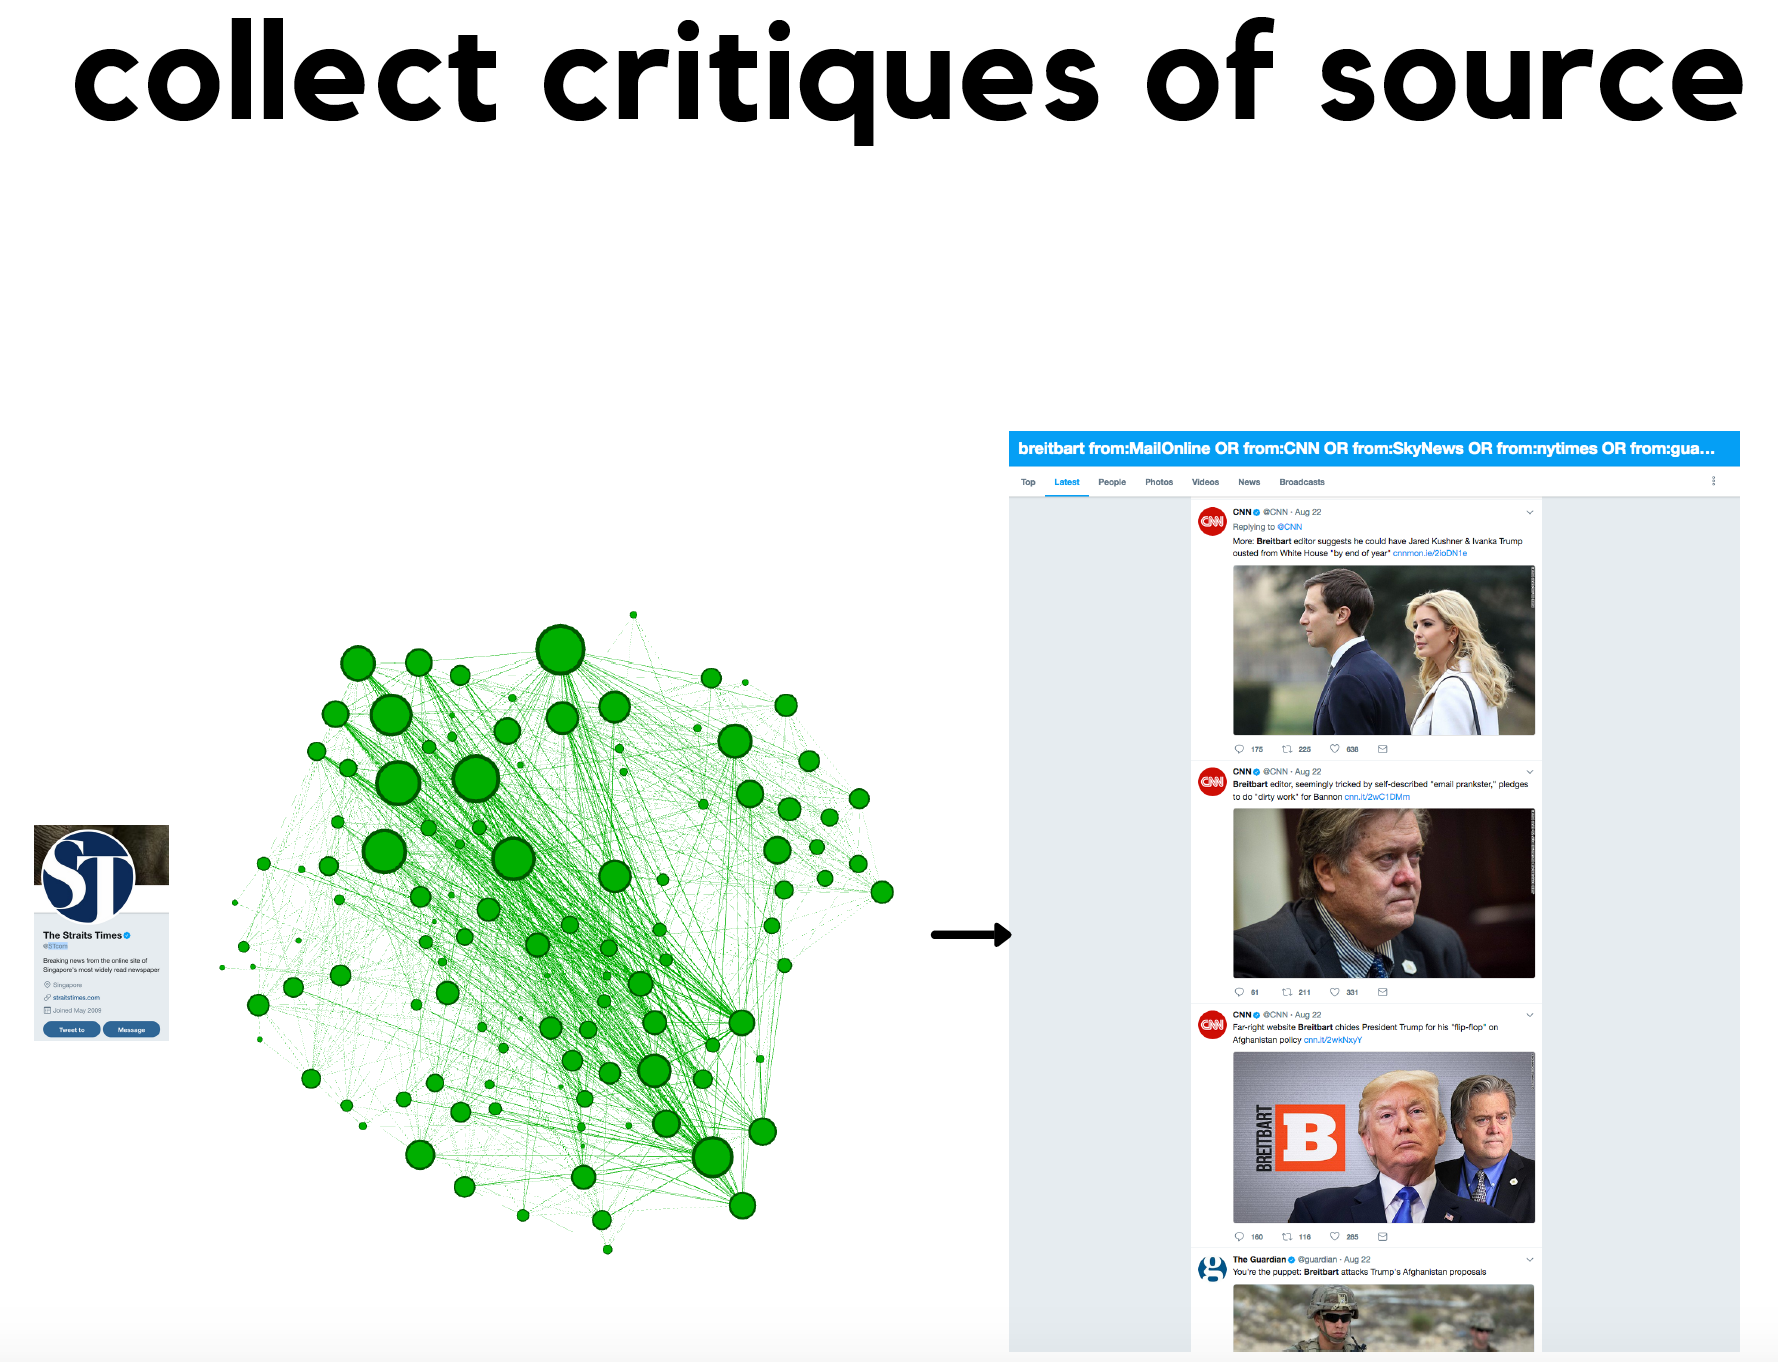 collect critiques of source
ST
The Straits Times
@STcom
Breaking news from the online site of
Singapore's most widely read newspaper
Singapore
straitstimes.com
Joined May 2009
Tweet to
Message
breitbart from:MailOnline OR from:CNN OR from:SkyNews OR from:nytimes OR from:gua...
Top Latest People Photos Videos News Broadcasts
CNN
CNN @CNN · Aug 22
Replying to @CNN
More: Breitbart editor suggests he could have Jared Kushner & Ivanka Trump
ousted from White House "by end of year" cnnmon.ie/2ioDN1e
175 225 638
CNN
CNN @CNN · Aug 22
Breitbart editor, seemingly tricked by self-described "email prankster," pledges
to do "dirty work" for Bannon cnn.it/2wC1DMm
61 211 331
CNN
CNN @CNN · Aug 22
Far-right website Breitbart chides President Trump for his "flip-flop" on
Afghanistan policy cnn.it/2wkNxyY
BREITBART
B
160 116 285
The Guardian @guardian · Aug 22
You're the puppet: Breitbart attacks Trump's Afghanistan proposals